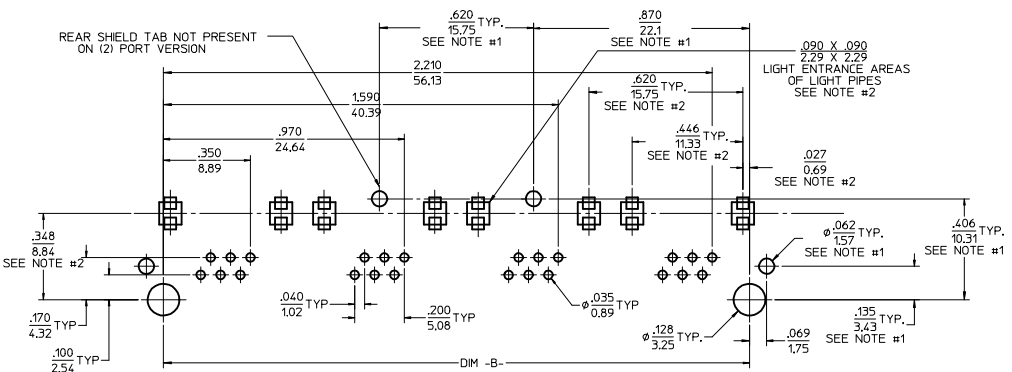 REAR SHIELD TAB NOT PRESENT
ON (2) PORT VERSION
.620
15.75 TYP.
SEE NOTE #1
.870
22.1
SEE NOTE #1
.090 X .090
2.29 X 2.29
LIGHT ENTRANCE AREAS
OF LIGHT PIPES
SEE NOTE #2
2.210
56.13
.620
15.75 TYP.
SEE NOTE #2
1.590
40.39
.970
24.64
.446
11.33 TYP.
SEE NOTE #2
.350
8.89
.027
0.69
SEE NOTE #2
.348
8.84
SEE NOTE #2
ø.062
1.57
SEE NOTE #1
.406
10.31 TYP.
SEE NOTE #1
.040
1.02 TYP
.200
5.08 TYP
ø.035
0.89 TYP
.170
4.32 TYP
.100
2.54 TYP
ø.128
3.25 TYP.
.069
1.75
.135
3.43 TYP.
SEE NOTE #1
DIM -B-